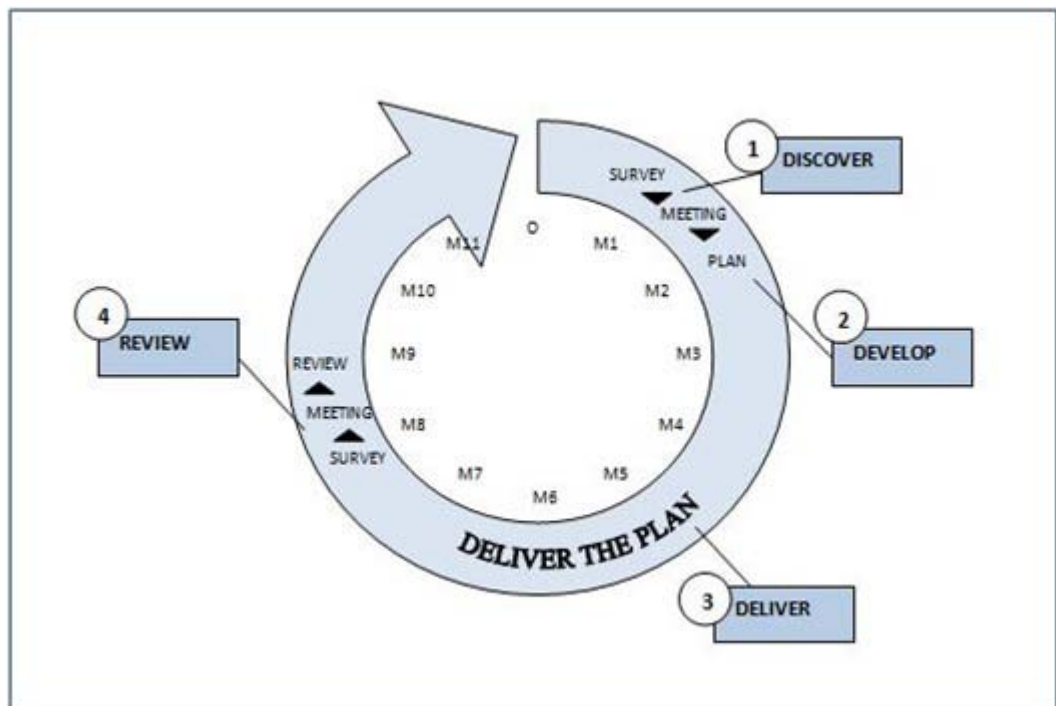 1
DISCOVER
SURVEY
MEETING
PLAN
2
DEVELOP
O
M1
M2
M3
M4
M5
M6
M7
M8
M9
M10
M11
DELIVER THE PLAN
3
DELIVER
4
REVIEW
REVIEW
MEETING
SURVEY